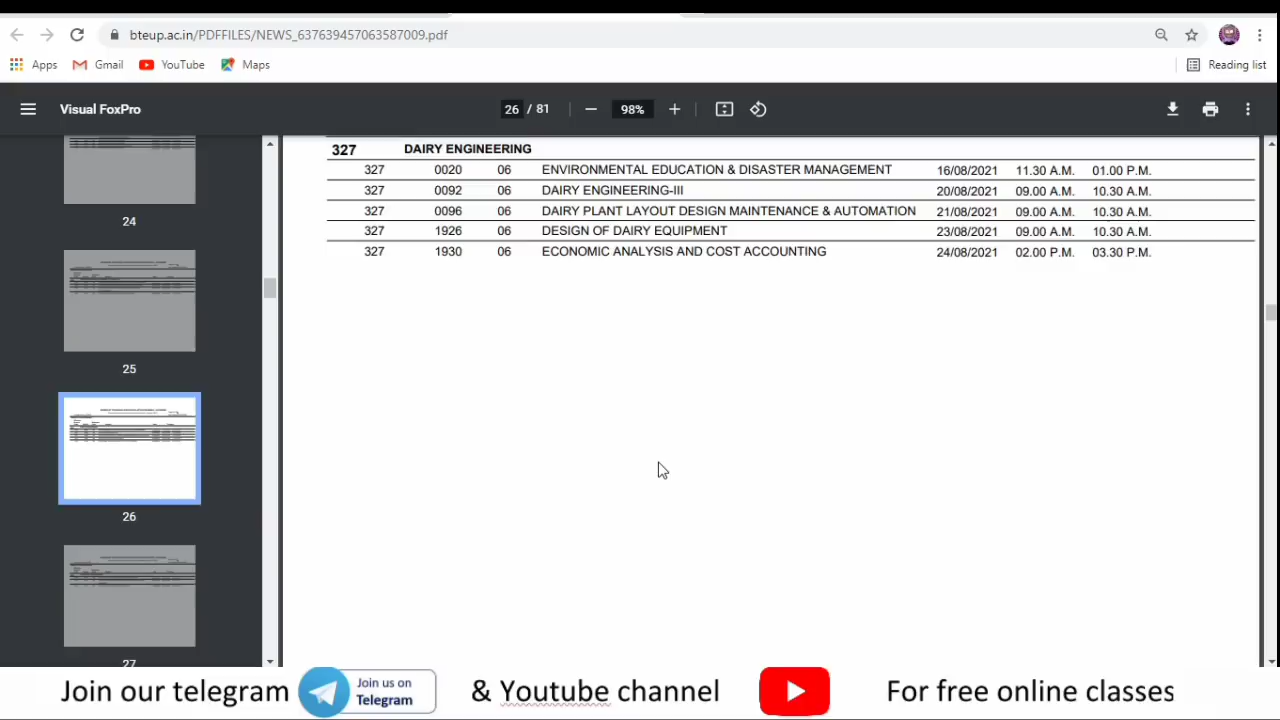 bteup.ac.in/PDFFILES/NEWS_637639457063587009.pdf
Apps Gmail YouTube Maps Reading list
Visual FoxPro 26 / 81 98%
327 DAIRY ENGINEERING
327 0020 06 ENVIRONMENTAL EDUCATION & DISASTER MANAGEMENT 16/08/2021 11.30 A.M. 01.00 P.M.
327 0092 06 DAIRY ENGINEERING-III 20/08/2021 09.00 A.M. 10.30 A.M.
327 0096 06 DAIRY PLANT LAYOUT DESIGN MAINTENANCE & AUTOMATION 21/08/2021 09.00 A.M. 10.30 A.M.
327 1926 06 DESIGN OF DAIRY EQUIPMENT 23/08/2021 09.00 A.M. 10.30 A.M.
327 1930 06 ECONOMIC ANALYSIS AND COST ACCOUNTING 24/08/2021 02.00 P.M. 03.30 P.M.
24
25
26
27
Join our telegram Join us on Telegram & Youtube channel For free online classes